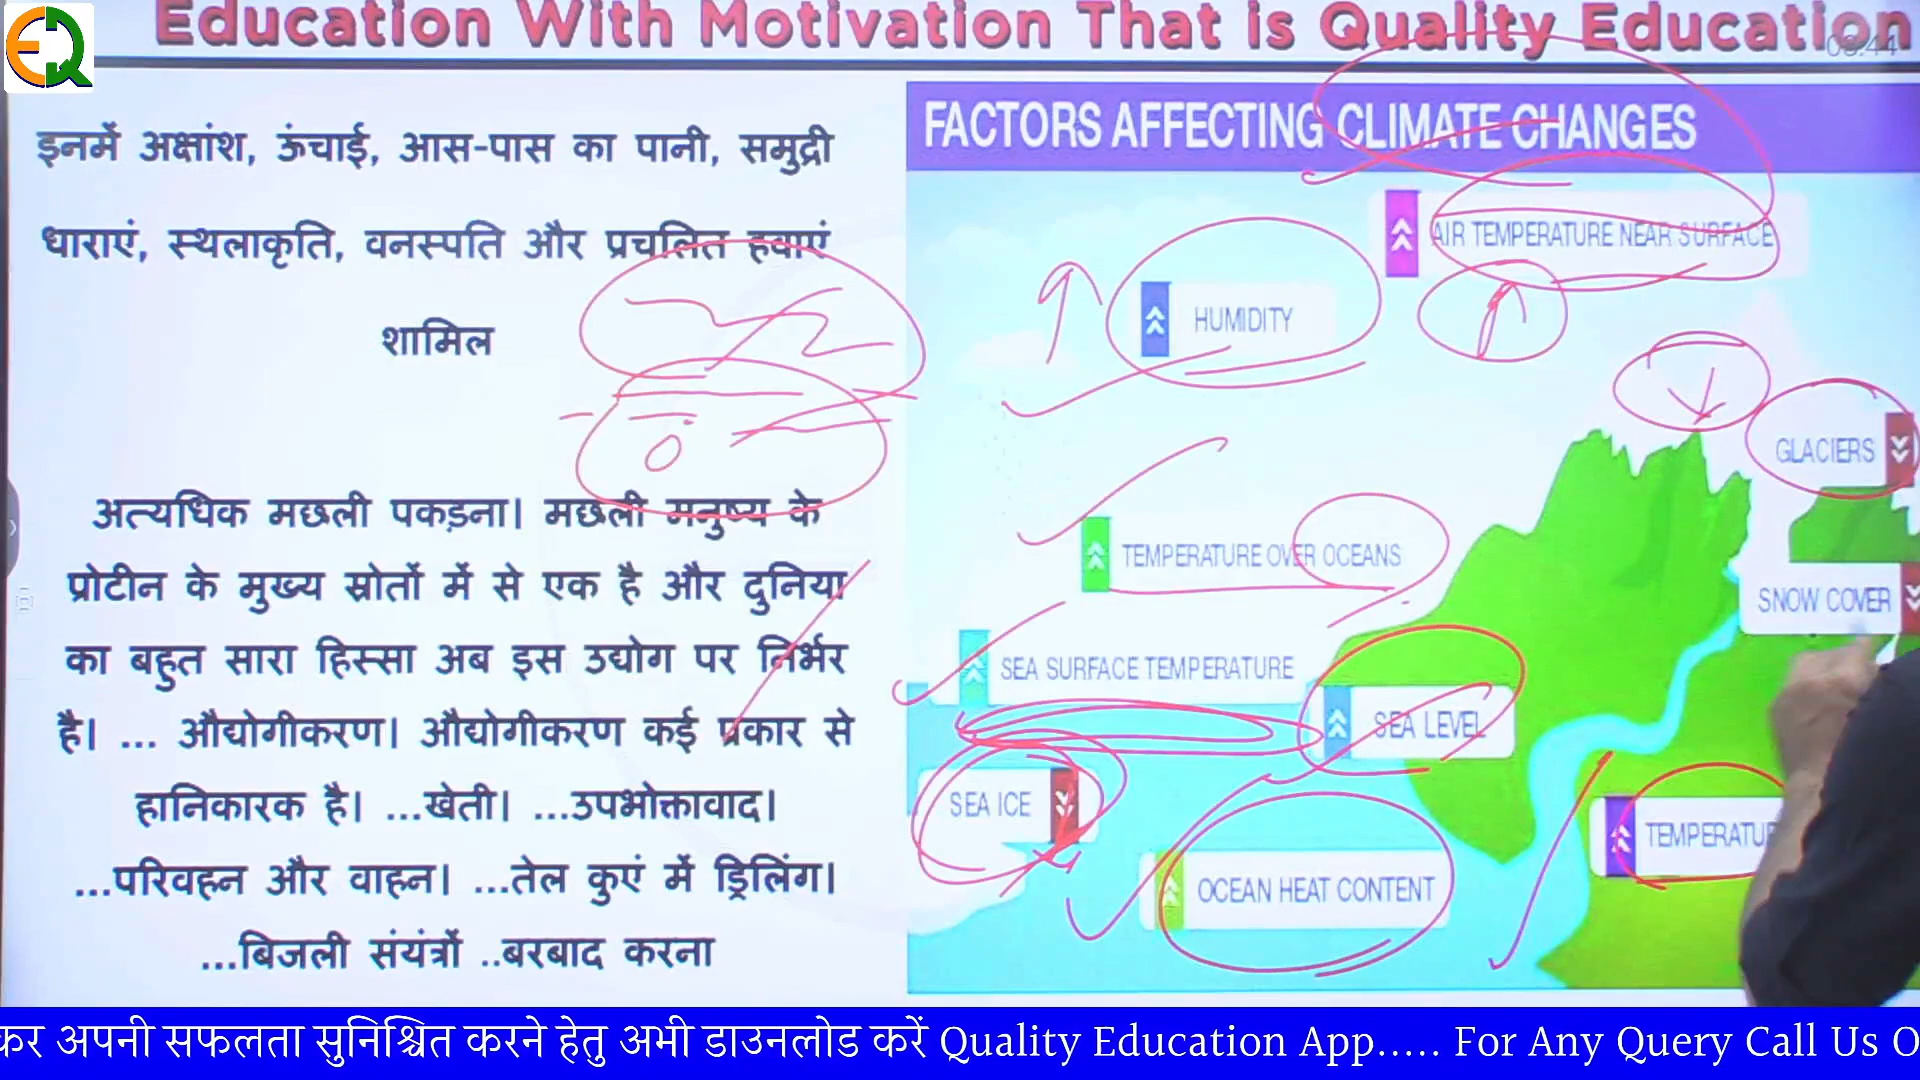 Education With Motivation That is Quality Education
EQ
03:44
इनमें अक्षांश, ऊंचाई, आस-पास का पानी, समुद्री
धाराएं, स्थलाकृति, वनस्पति और प्रचलित हवाएं
शामिल
अत्यधिक मछली पकड़ना। मछली मनुष्य के
प्रोटीन के मुख्य स्रोतों में से एक है और दुनिया
का बहुत सारा हिस्सा अब इस उद्योग पर निर्भर
है। ... औद्योगीकरण। औद्योगीकरण कई प्रकार से
हानिकारक है। ...खेती। ...उपभोक्तावाद।
...परिवहन और वाहन। ...तेल कुएं में ड्रिलिंग।
...बिजली संयंत्रों ..बरबाद करना
FACTORS AFFECTING CLIMATE CHANGES
AIR TEMPERATURE NEAR SURFACE
HUMIDITY
GLACIERS
TEMPERATURE OVER OCEANS
SNOW COVER
SEA SURFACE TEMPERATURE
SEA LEVEL
SEA ICE
TEMPERATU
OCEAN HEAT CONTENT
कर अपनी सफलता सुनिश्चित करने हेतु अभी डाउनलोड करें Quality Education App..... For Any Query Call Us O